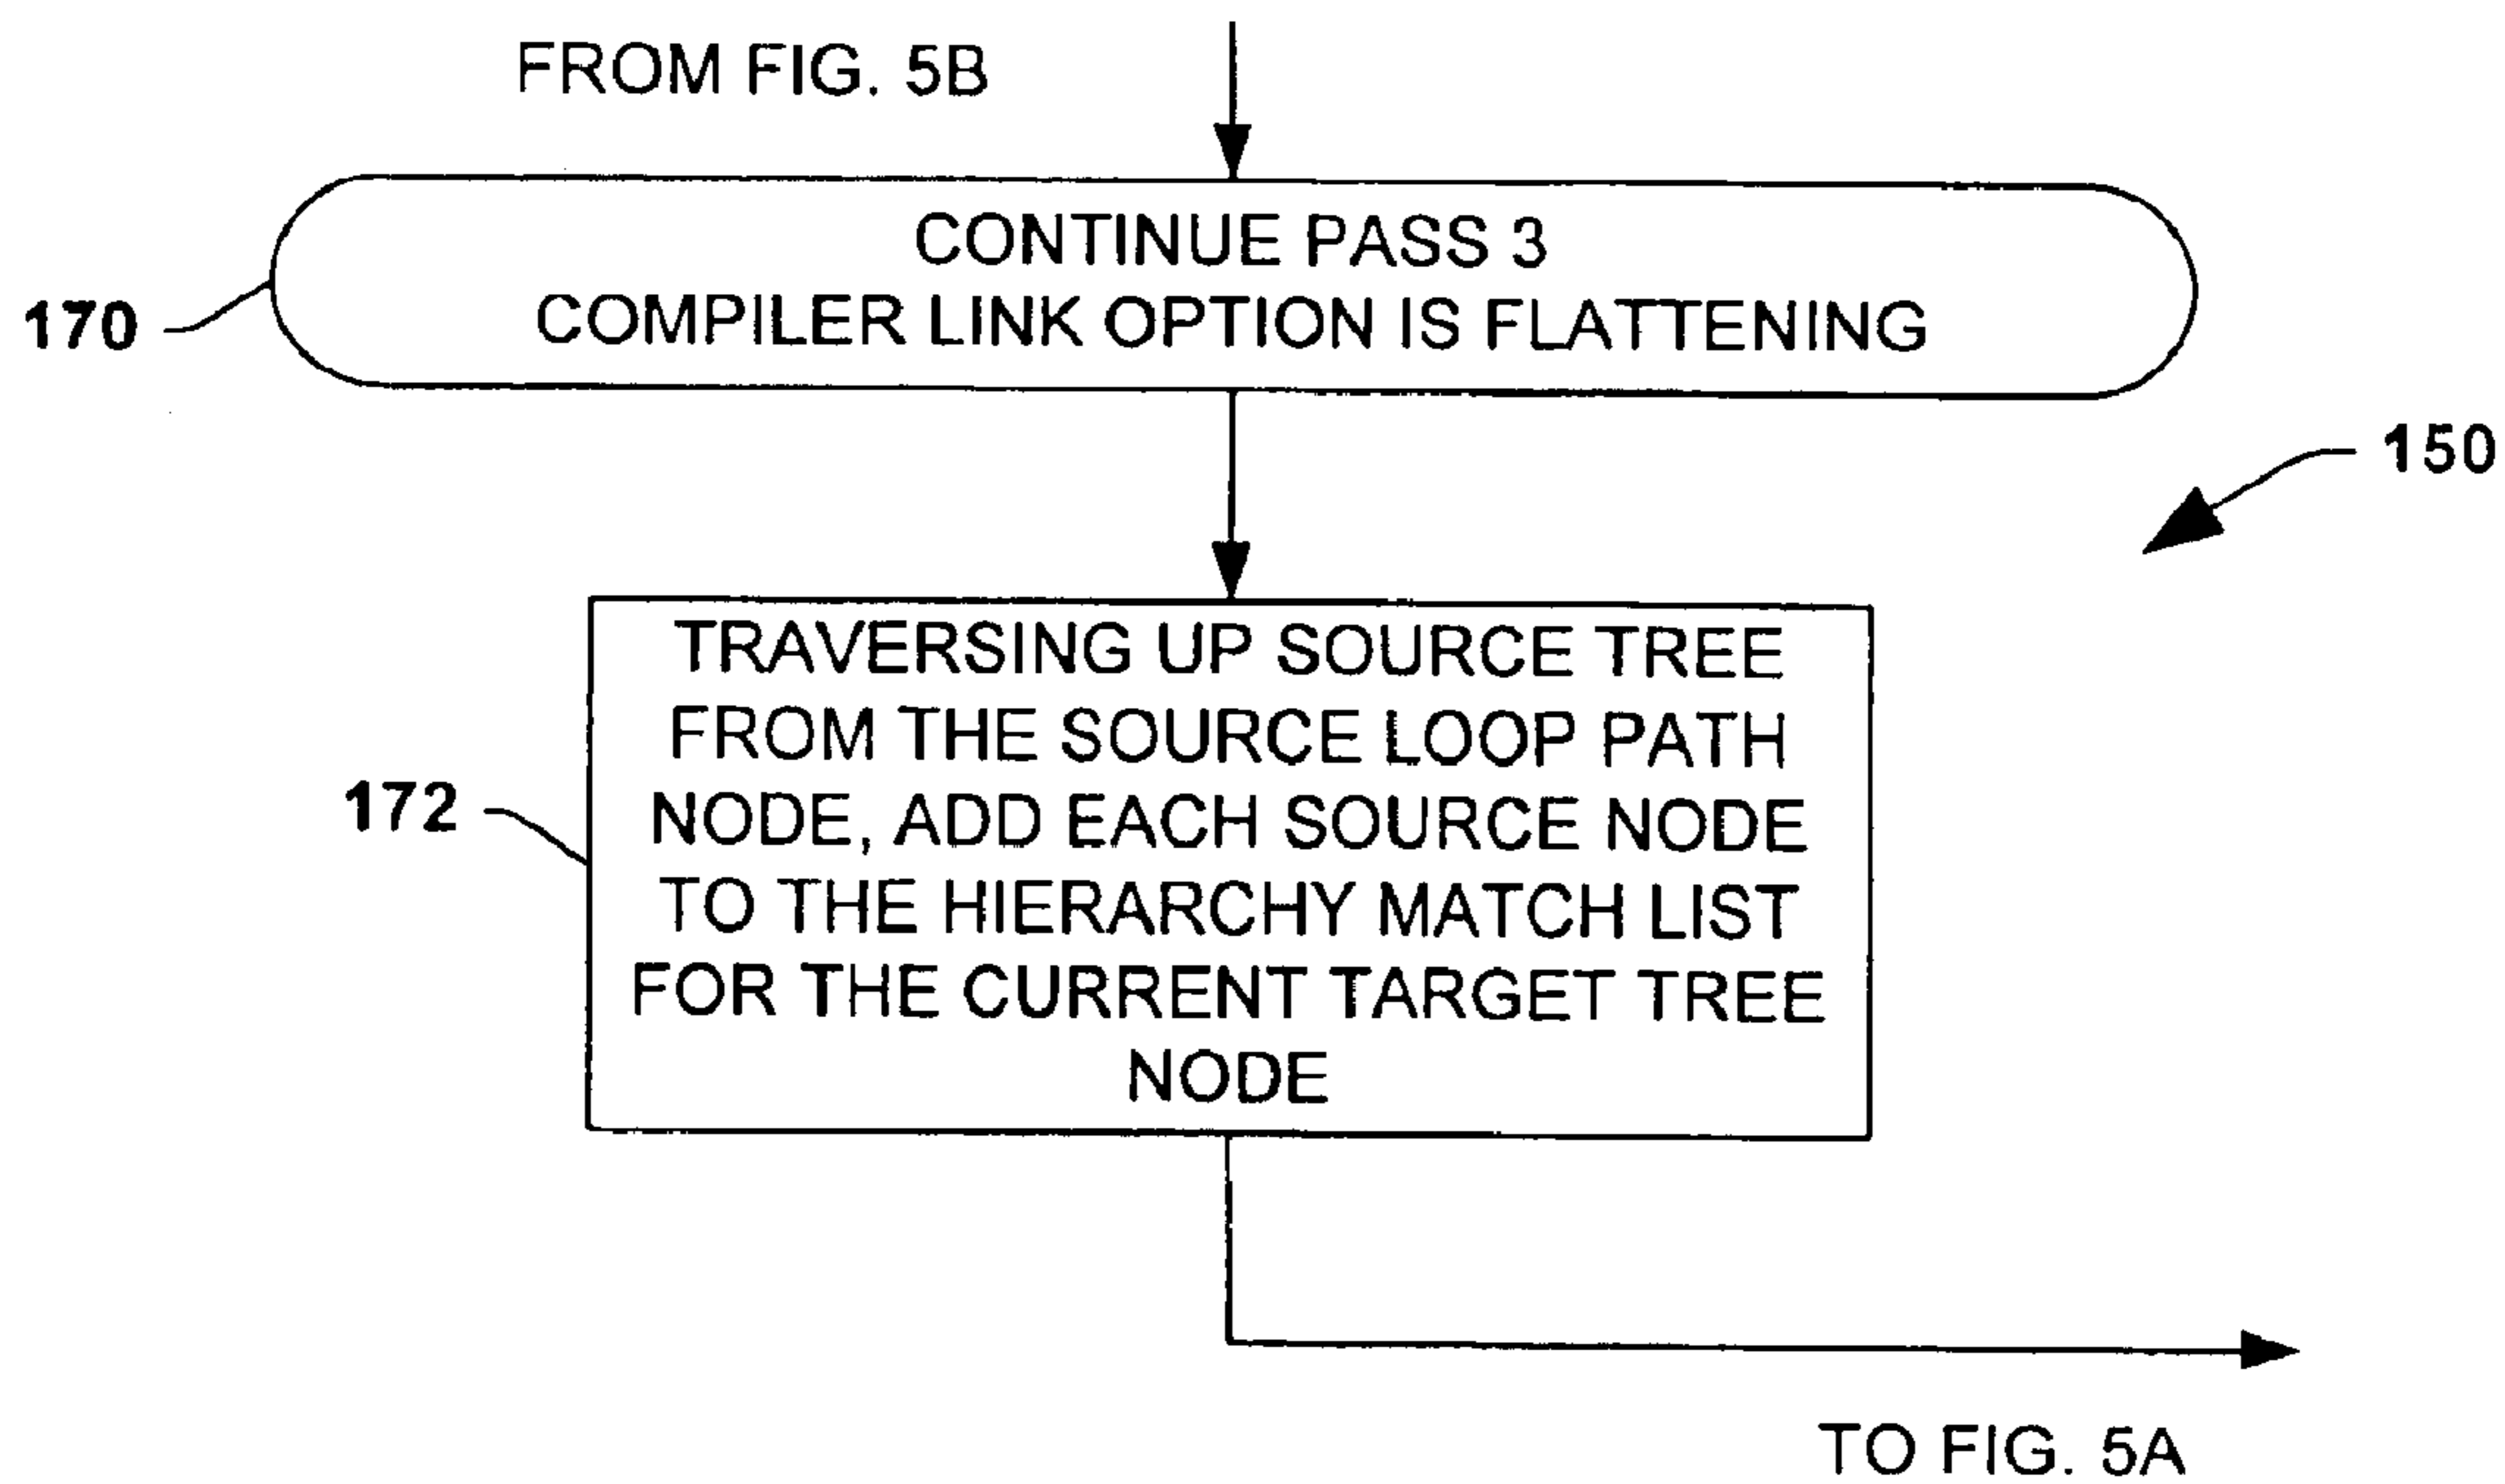 FROM FIG. 5B
CONTINUE PASS 3
COMPILER LINK OPTION IS FLATTENING
170
150
TRAVERSING UP SOURCE TREE
FROM THE SOURCE LOOP PATH
NODE, ADD EACH SOURCE NODE
TO THE HIERARCHY MATCH LIST
FOR THE CURRENT TARGET TREE
NODE
172
TO FIG. 5A